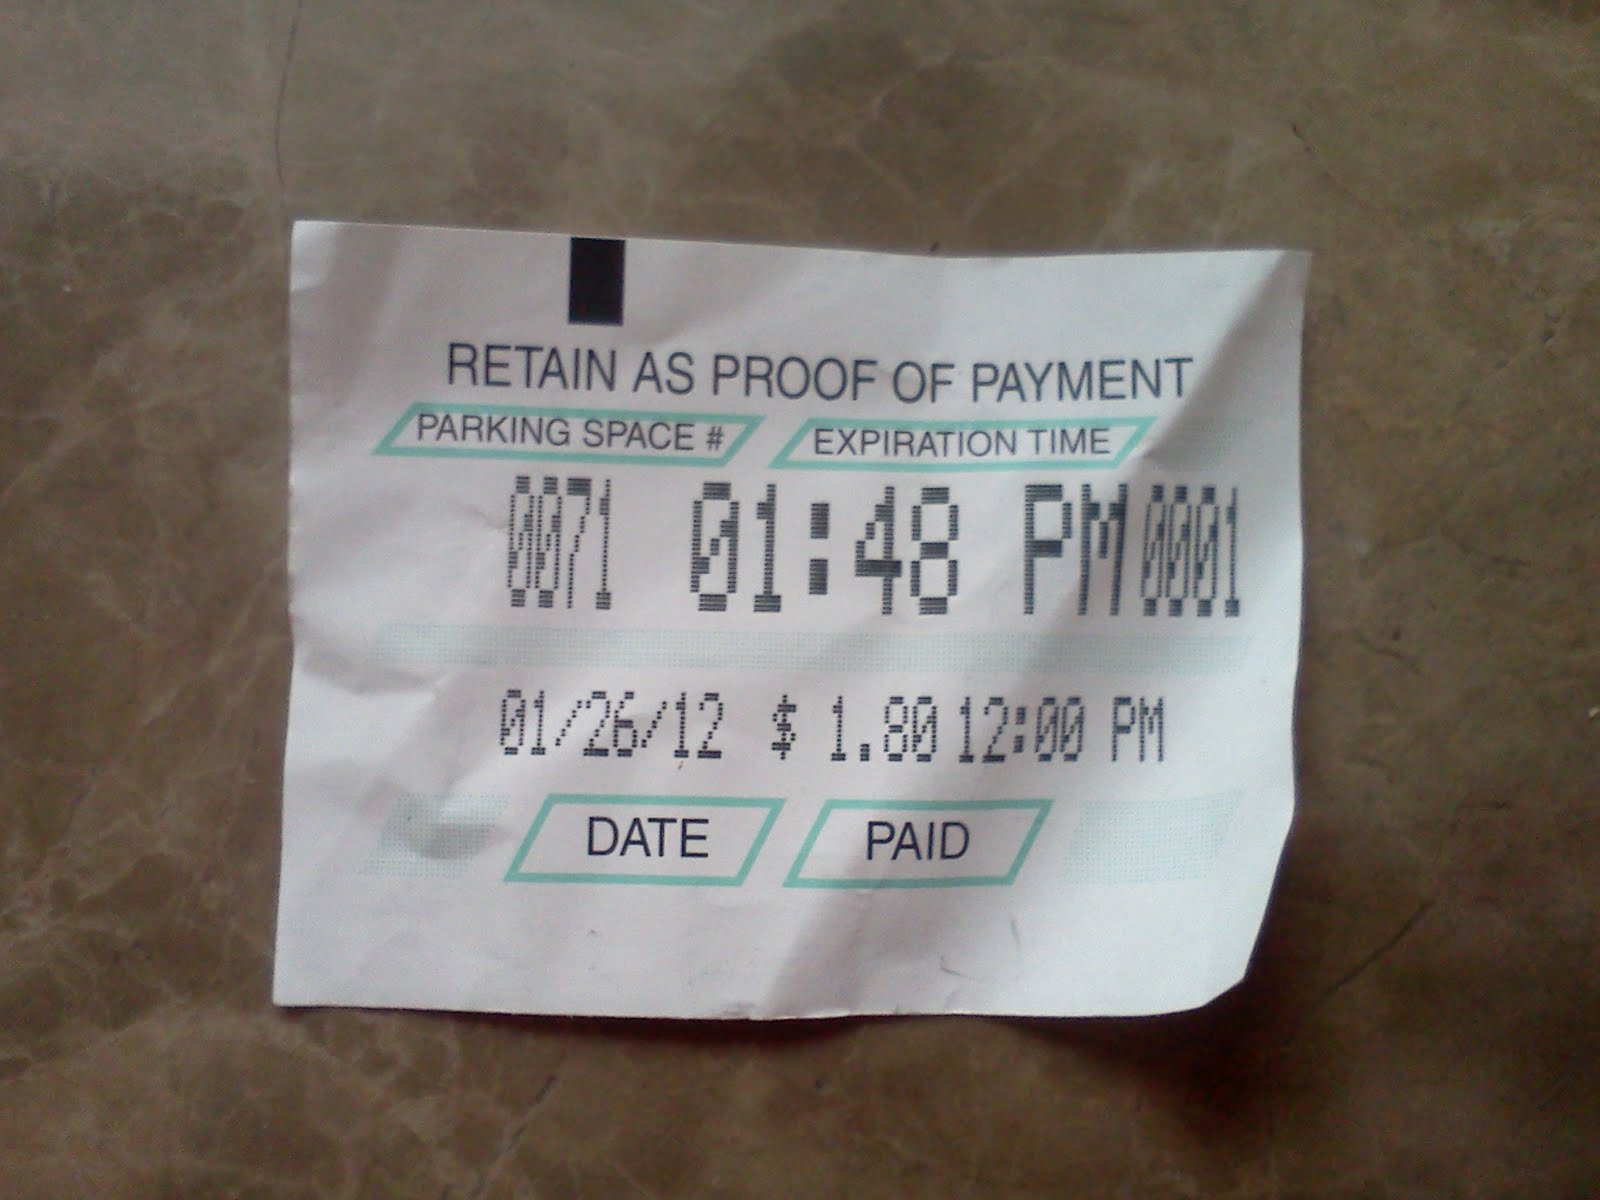 RETAIN AS PROOF OF PAYMENT
PARKING SPACE # EXPIRATION TIME
0071 01:48 PM 0001
01/26/12 $ 1.80 12:00 PM
DATE PAID